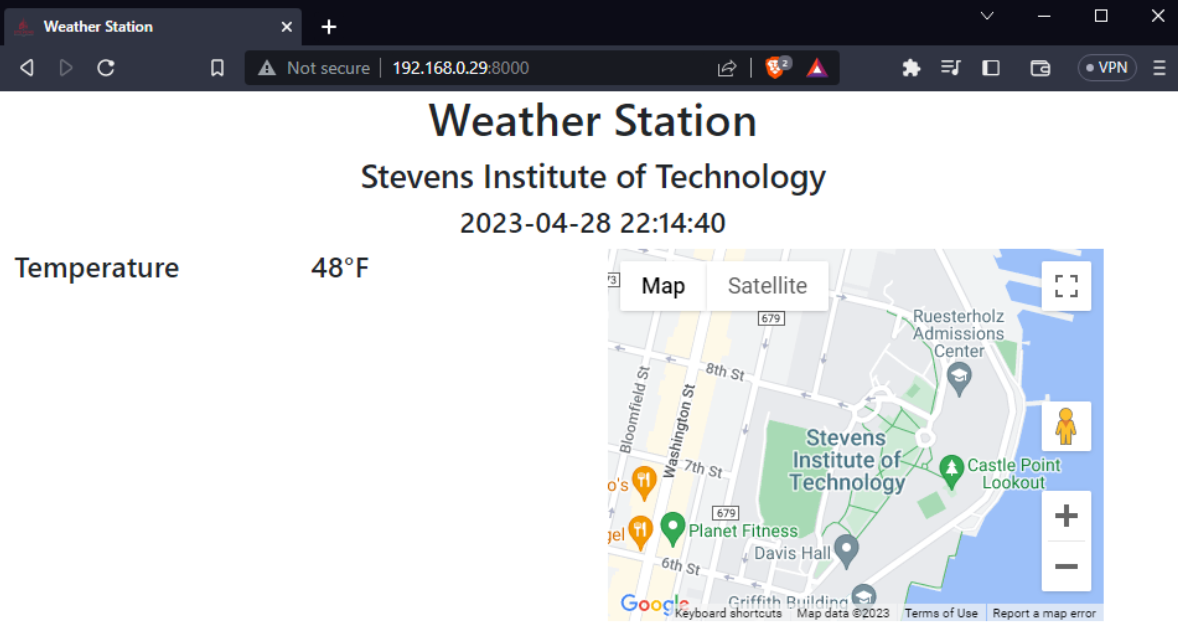 Weather Station
Not secure
192.168.0.29:8000
2
VPN
Weather Station
Stevens Institute of Technology
2023-04-28 22:14:40
Temperature 48°F
Map
Satellite
679
Ruesterholz
Admissions
Center
8th St
Bloomfield St
Washington St
Stevens
Institute of
Technology
7th St
Castle Point
Lookout
679
Planet Fitness
Davis Hall
6th St
Griffith Building
Google
Keyboard shortcuts
Map data ©2023
Terms of Use
Report a map error